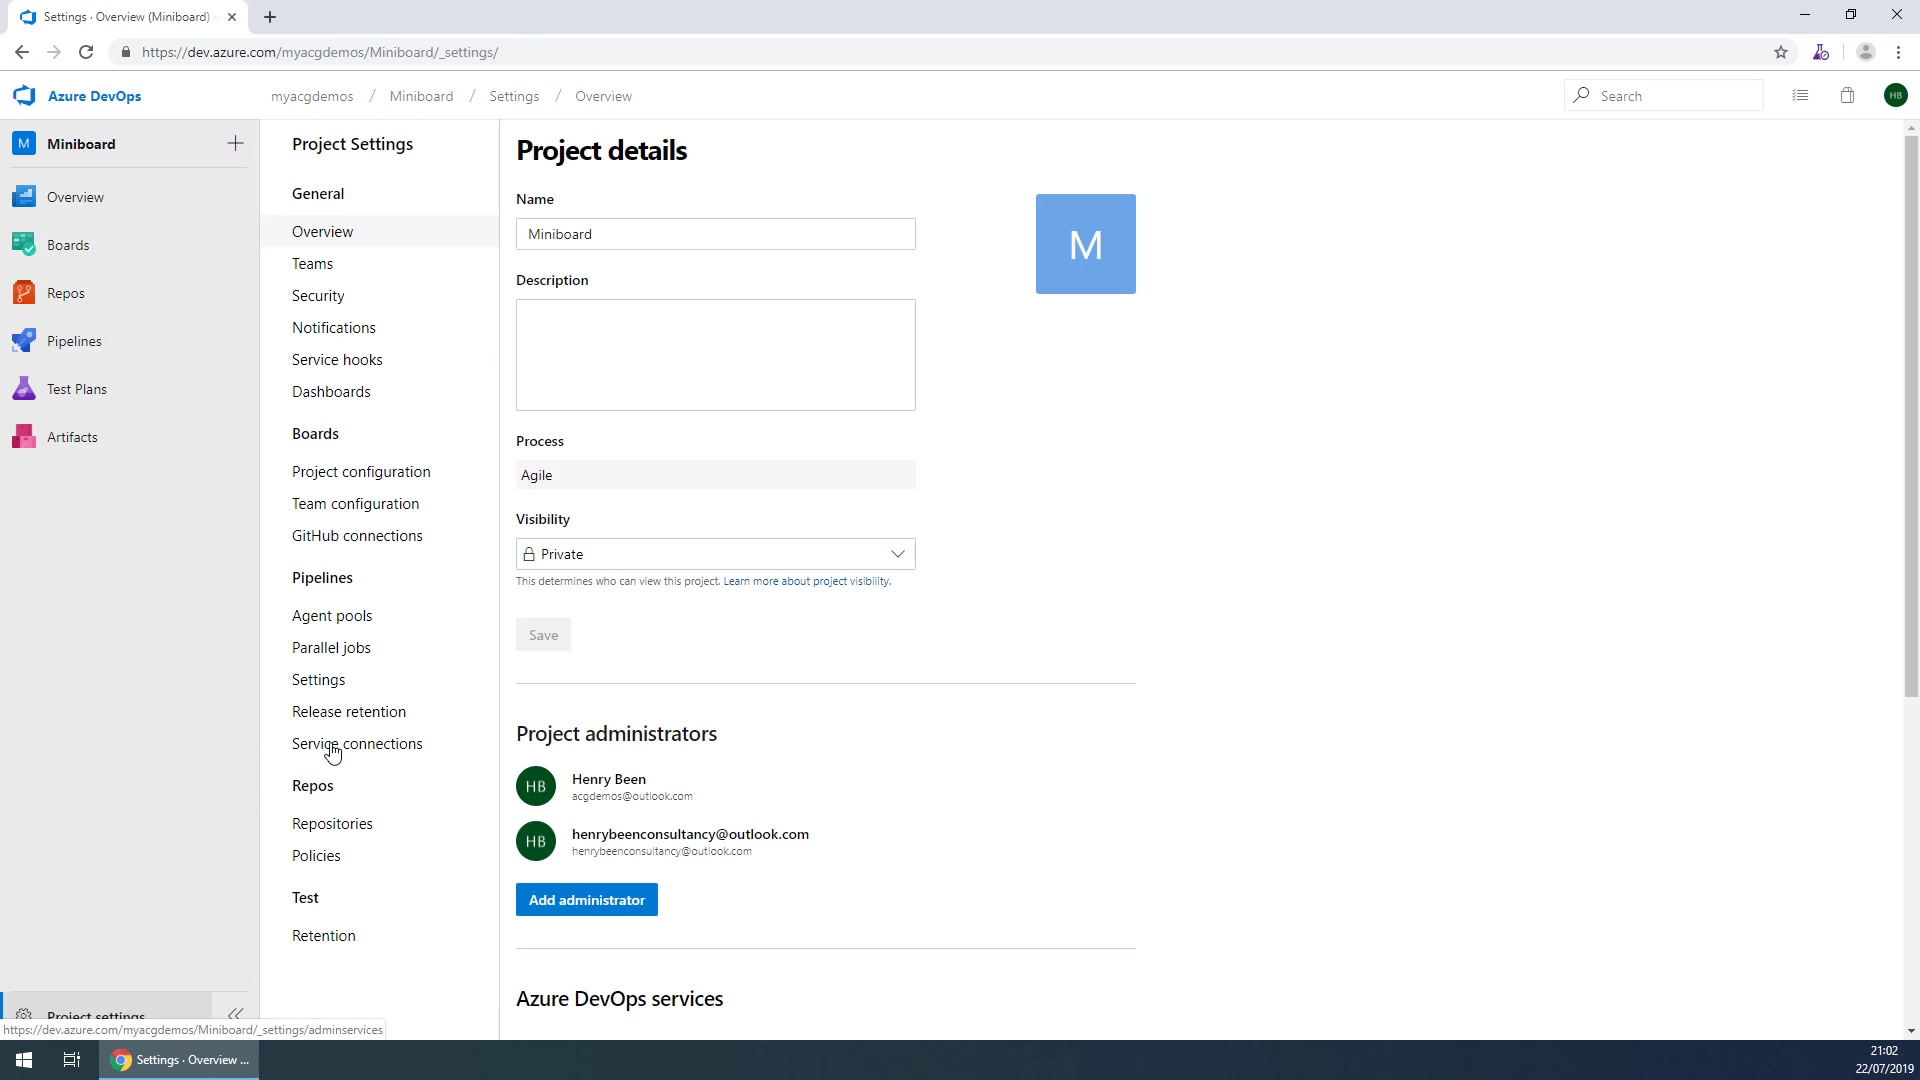 Settings · Overview (Miniboard) -
https://dev.azure.com/myacgdemos/Miniboard/_settings/
Azure DevOps
myacgdemos / Miniboard / Settings / Overview
Search
HB
M Miniboard
Overview
Boards
Repos
Pipelines
Test Plans
Artifacts
Project settings
https://dev.azure.com/myacgdemos/Miniboard/_settings/adminservices
Project Settings
General
Overview
Teams
Security
Notifications
Service hooks
Dashboards
Boards
Project configuration
Team configuration
GitHub connections
Pipelines
Agent pools
Parallel jobs
Settings
Release retention
Service connections
Repos
Repositories
Policies
Test
Retention
Project details
Name
Miniboard
M
Description
Process
Agile
Visibility
Private
This determines who can view this project. Learn more about project visibility.
Save
Project administrators
HB
Henry Been
acgdemos@outlook.com
HB
henrybeenconsultancy@outlook.com
henrybeenconsultancy@outlook.com
Add administrator
Azure DevOps services
Settings · Overview ...
21:02
22/07/2019